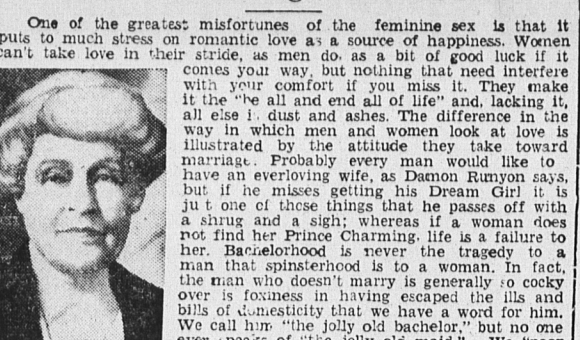 One of the greatest misfortunes of the feminine sex is that it
puts to much stress on romantic love as a source of happiness. Women
can't take love in their stride, as men do, as a bit of good luck if it
comes your way, but nothing that need interfere
with your comfort if you miss it. They make
it the "be all and end all of life" and, lacking it,
all else is dust and ashes. The difference in the
way in which men and women look at love is
illustrated by the attitude they take toward
marriage. Probably every man would like to
have an everloving wife, as Damon Runyon says,
but if he misses getting his Dream Girl it is
just one of those things that he passes off with
a shrug and a sigh; whereas if a woman does
not find her Prince Charming, life is a failure to
her. Bachelorhood is never the tragedy to a
man that spinsterhood is to a woman. In fact,
the man who doesn't marry is generally so cocky
over is foxiness in having escaped the ills and
bills of domesticity that we have a word for him.
We call him "the jolly old bachelor," but no one
ever speaks of "the jolly old maid."